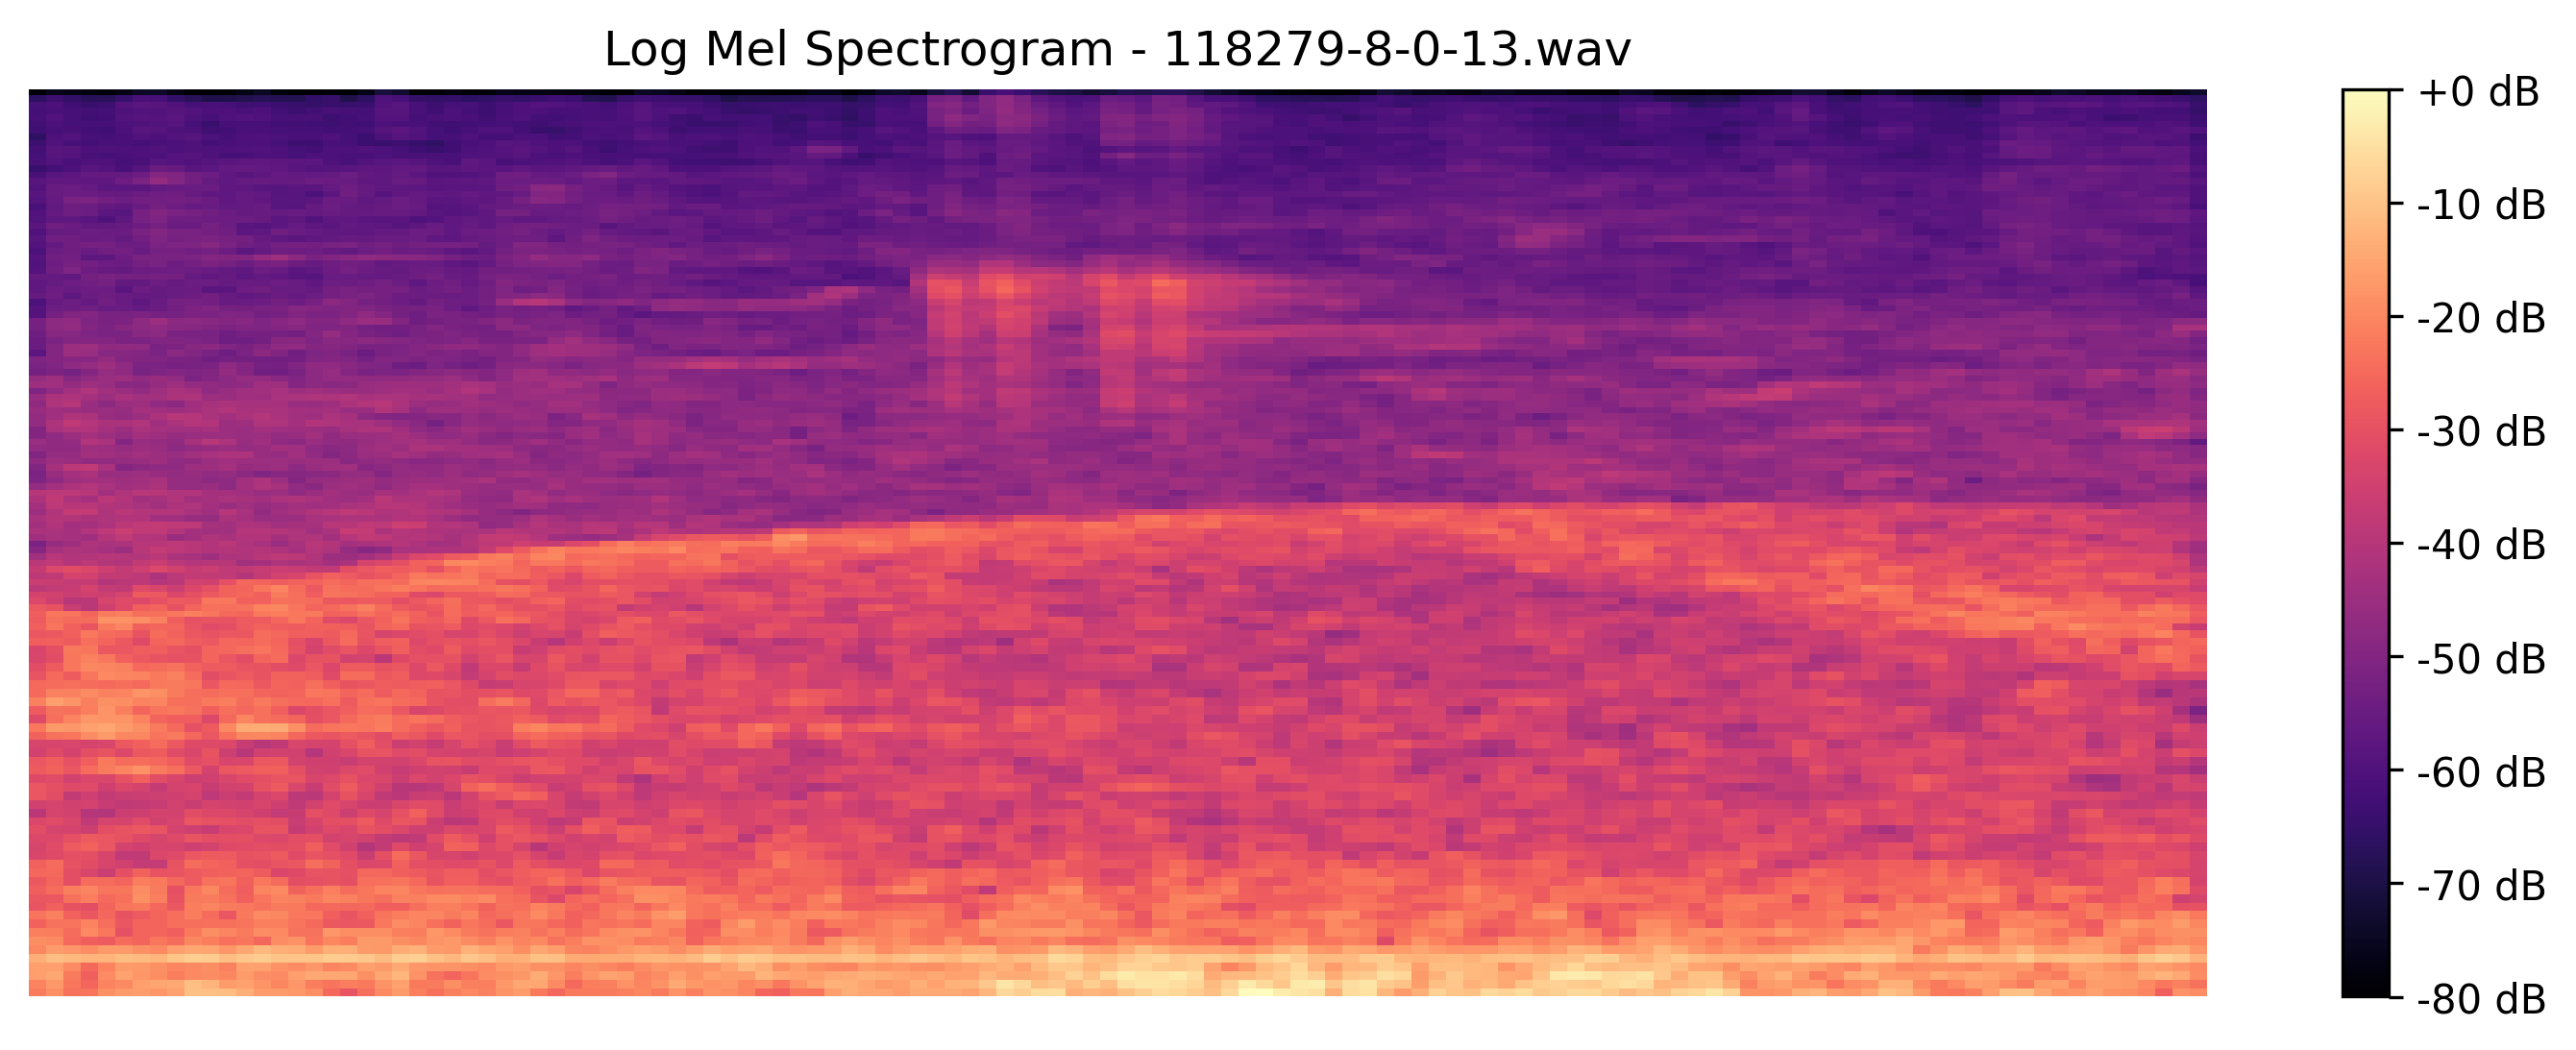 Log Mel Spectrogram - 118279-8-0-13.wav
+0 dB
-10 dB
-20 dB
-30 dB
-40 dB
-50 dB
-60 dB
-70 dB
-80 dB